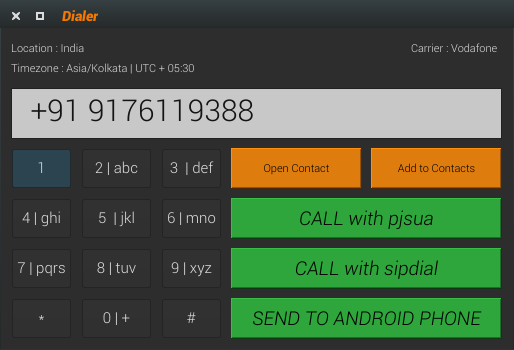 Dialer
Location : India
Carrier : Vodafone
Timezone : Asia/Kolkata | UTC + 05:30
+91 9176119388
1
2 | abc
3 | def
Open Contact
Add to Contacts
4 | ghi
5 | jkl
6 | mno
CALL with pjsua
7 | pqrs
8 | tuv
9 | xyz
CALL with sipdial
*
0 | +
#
SEND TO ANDROID PHONE